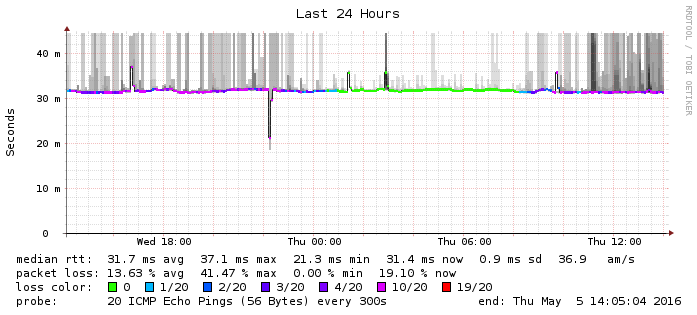 Last 24 Hours
RRDTOOL / TOBI OETIKER
Seconds
40 m
30 m
20 m
10 m
0
Wed 18:00 Thu 00:00 Thu 06:00 Thu 12:00
median rtt: 31.7 ms avg 37.1 ms max 21.3 ms min 31.4 ms now 0.9 ms sd 36.9 am/s
packet loss: 13.63 % avg 41.47 % max 0.00 % min 19.10 % now
loss color: 0 1/20 2/20 3/20 4/20 10/20 19/20
probe: 20 ICMP Echo Pings (56 Bytes) every 300s end: Thu May 5 14:05:04 2016